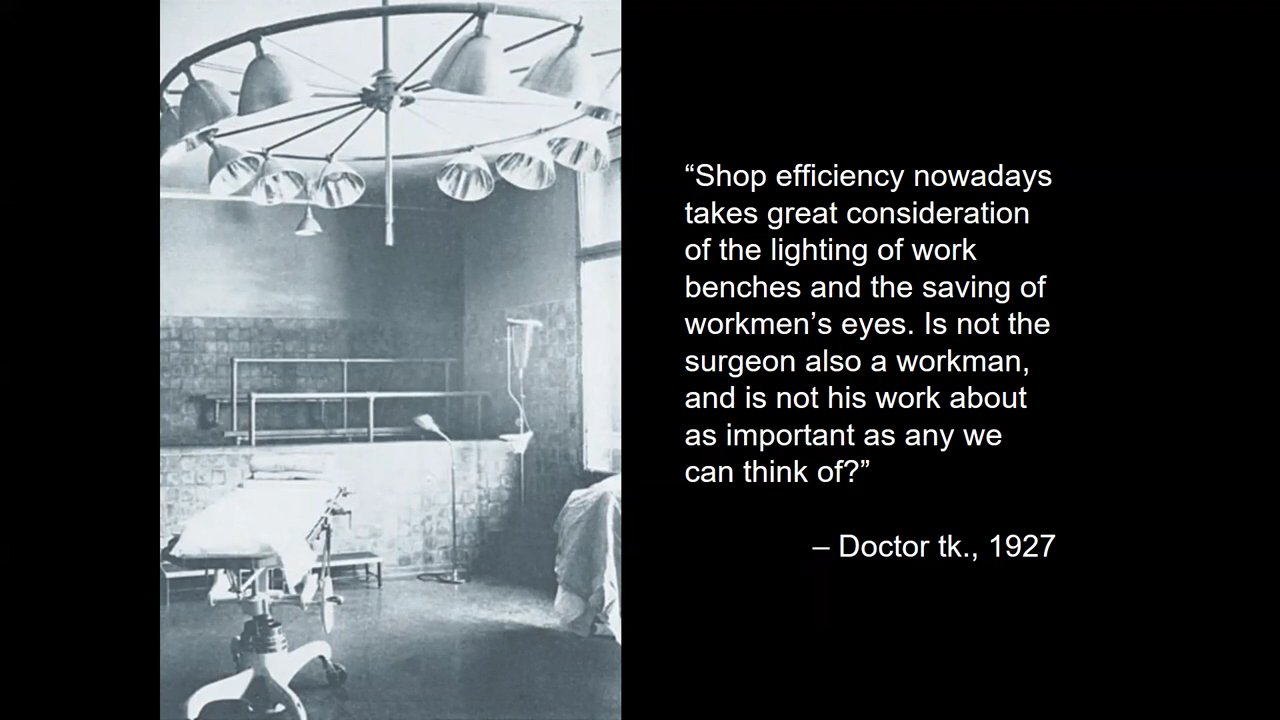 “Shop efficiency nowadays
takes great consideration
of the lighting of work
benches and the saving of
workmen’s eyes. Is not the
surgeon also a workman,
and is not his work about
as important as any we
can think of?”
– Doctor tk., 1927